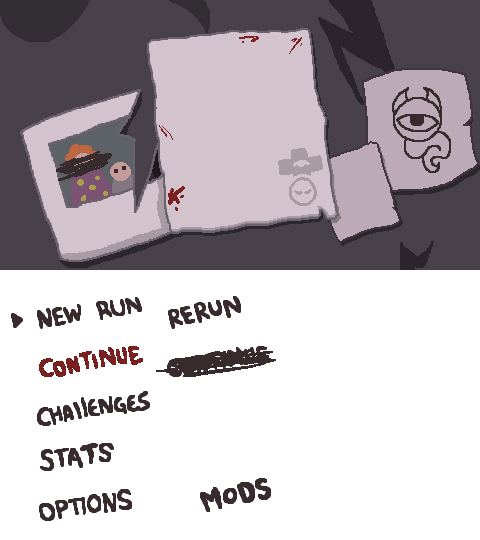 NEW RUN RERUN
CONTINUE
CHAllENGES
STATS
OPTIONS MODS